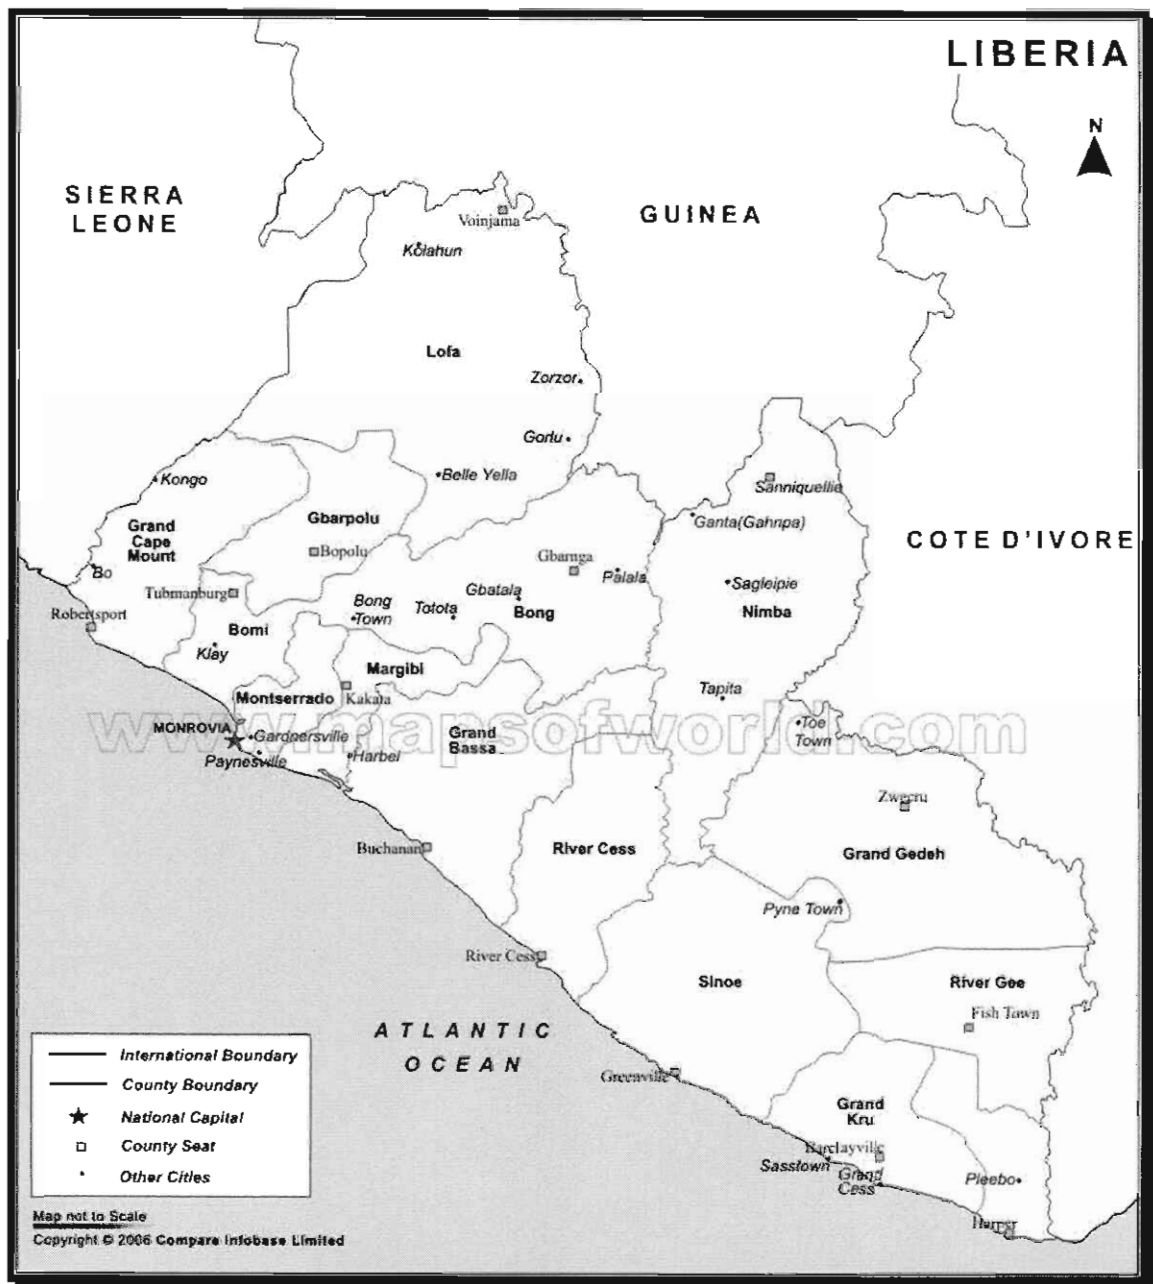 LIBERIA
N
SIERRA
LEONE
GUINEA
Voinjama
Kolahun
Lofa
Zorzor
Gorlu
Belle Yella
Kongo
Sanniquellie
Gbarpolu
Grand
Cape
Mount
Ganta(Gahnpa)
COTE D'IVORE
Bopolu
Gbarnga
Bo
Palala
Sagleipie
Tubmanburg
Gbatala
Robertsport
Bong
Town
Totota
Bong
Nimba
Bomi
Klay
Margibi
Tapita
Montserrado
Kakata
www.mapsofworld.com
MONROVIA
Gardnersville
Grand
Bassa
Toe
Town
Paynesville
Harbel
Zwecru
Buchanan
River Cess
Grand Gedeh
Pyne Town
River Cess
Sinoe
River Gee
Fish Town
ATLANTIC
OCEAN
International Boundary
County Boundary
National Capital
County Seat
Other Cities
Greenville
Grand
Kru
Barclayville
Sasstown
Grand
Cess
Pleebo
Harper
Map not to Scale
Copyright © 2006 Compare Infobase Limited